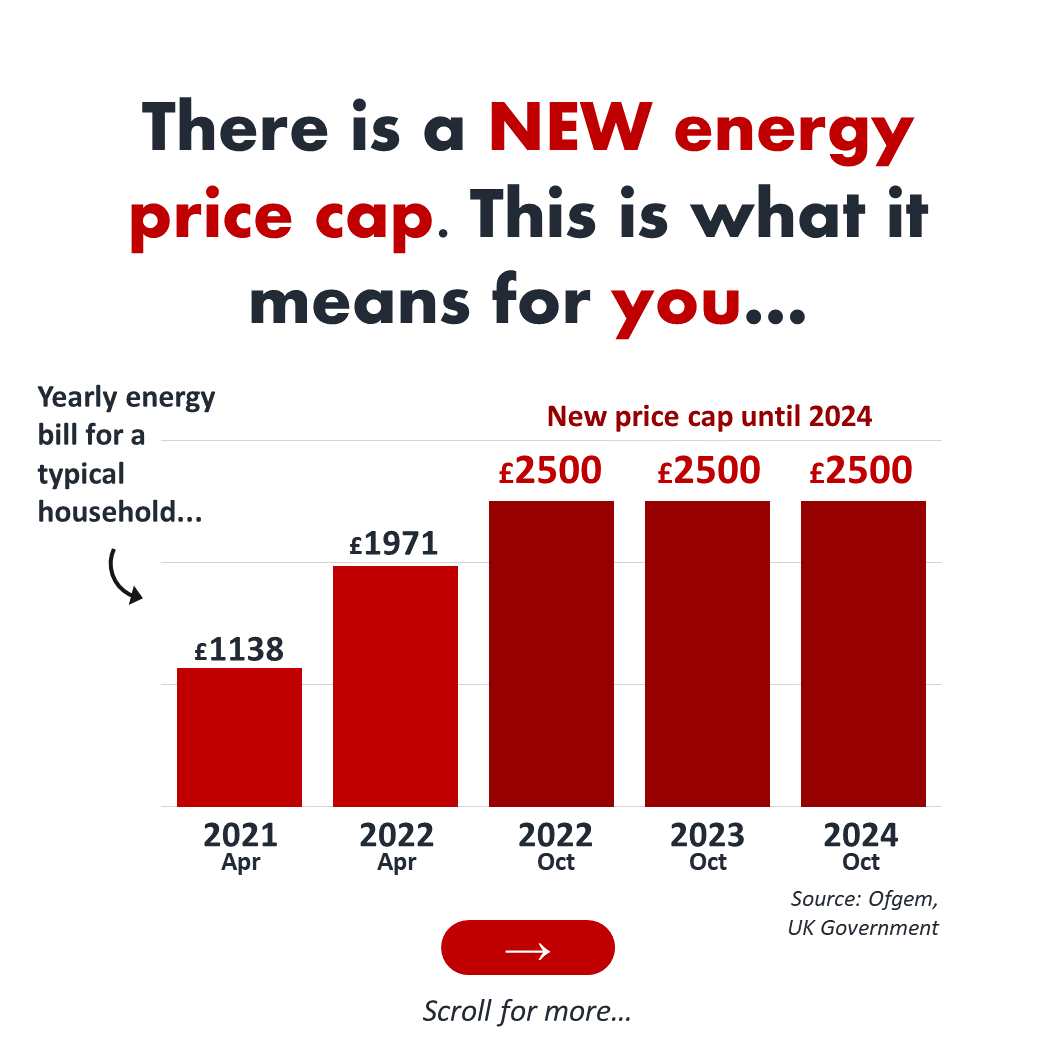 There is a NEW energy
price cap. This is what it
means for you...
Yearly energy
bill for a
typical
household...
New price cap until 2024
£2500
£2500
£2500
£1971
£1138
2021
Apr
2022
Apr
2022
Oct
2023
Oct
2024
Oct
Source: Ofgem,
UK Government
→
Scroll for more...